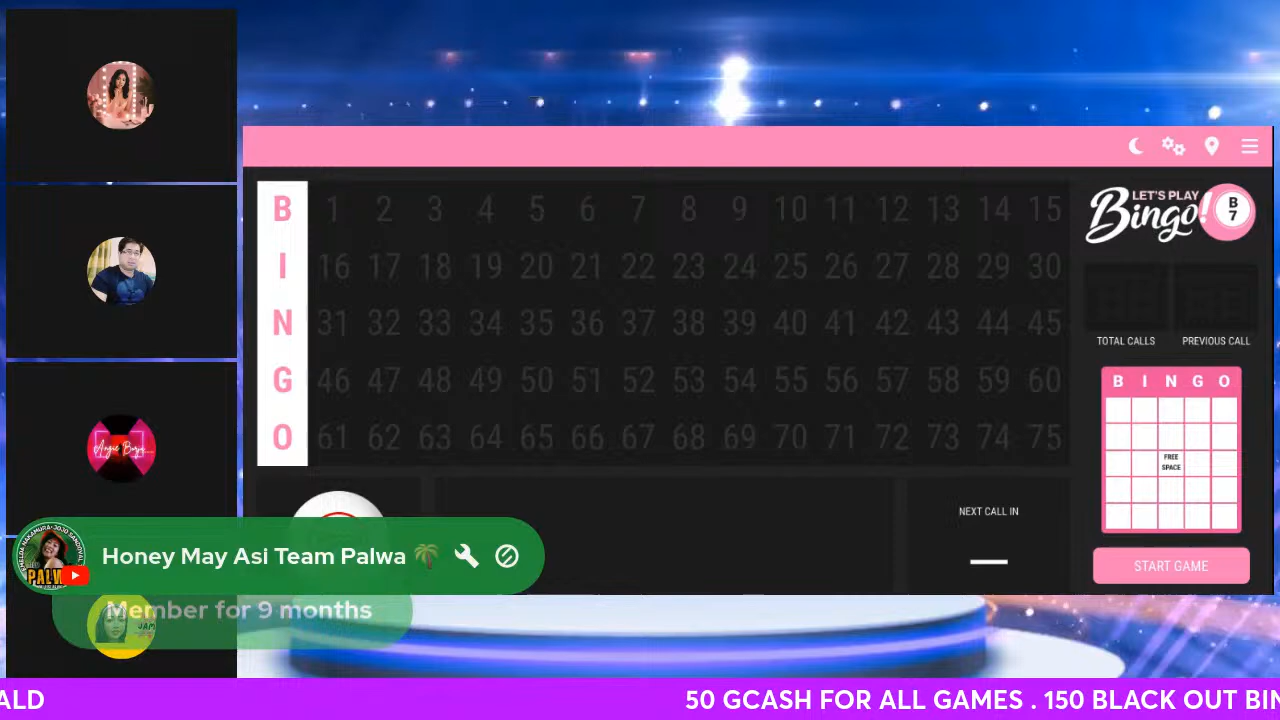 LET'S PLAY
Bingo!
B
7
B 1 2 3 4 5 6 7 8 9 10 11 12 13 14 15
I 16 17 18 19 20 21 22 23 24 25 26 27 28 29 30
N 31 32 33 34 35 36 37 38 39 40 41 42 43 44 45
G 46 47 48 49 50 51 52 53 54 55 56 57 58 59 60
O 61 62 63 64 65 66 67 68 69 70 71 72 73 74 75
TOTAL CALLS
PREVIOUS CALL
B I N G O
FREE
SPACE
NEXT CALL IN
START GAME
Honey May Asi Team Palwa
Member for 9 months
JAM
ALD
50 GCASH FOR ALL GAMES . 150 BLACK OUT BIN